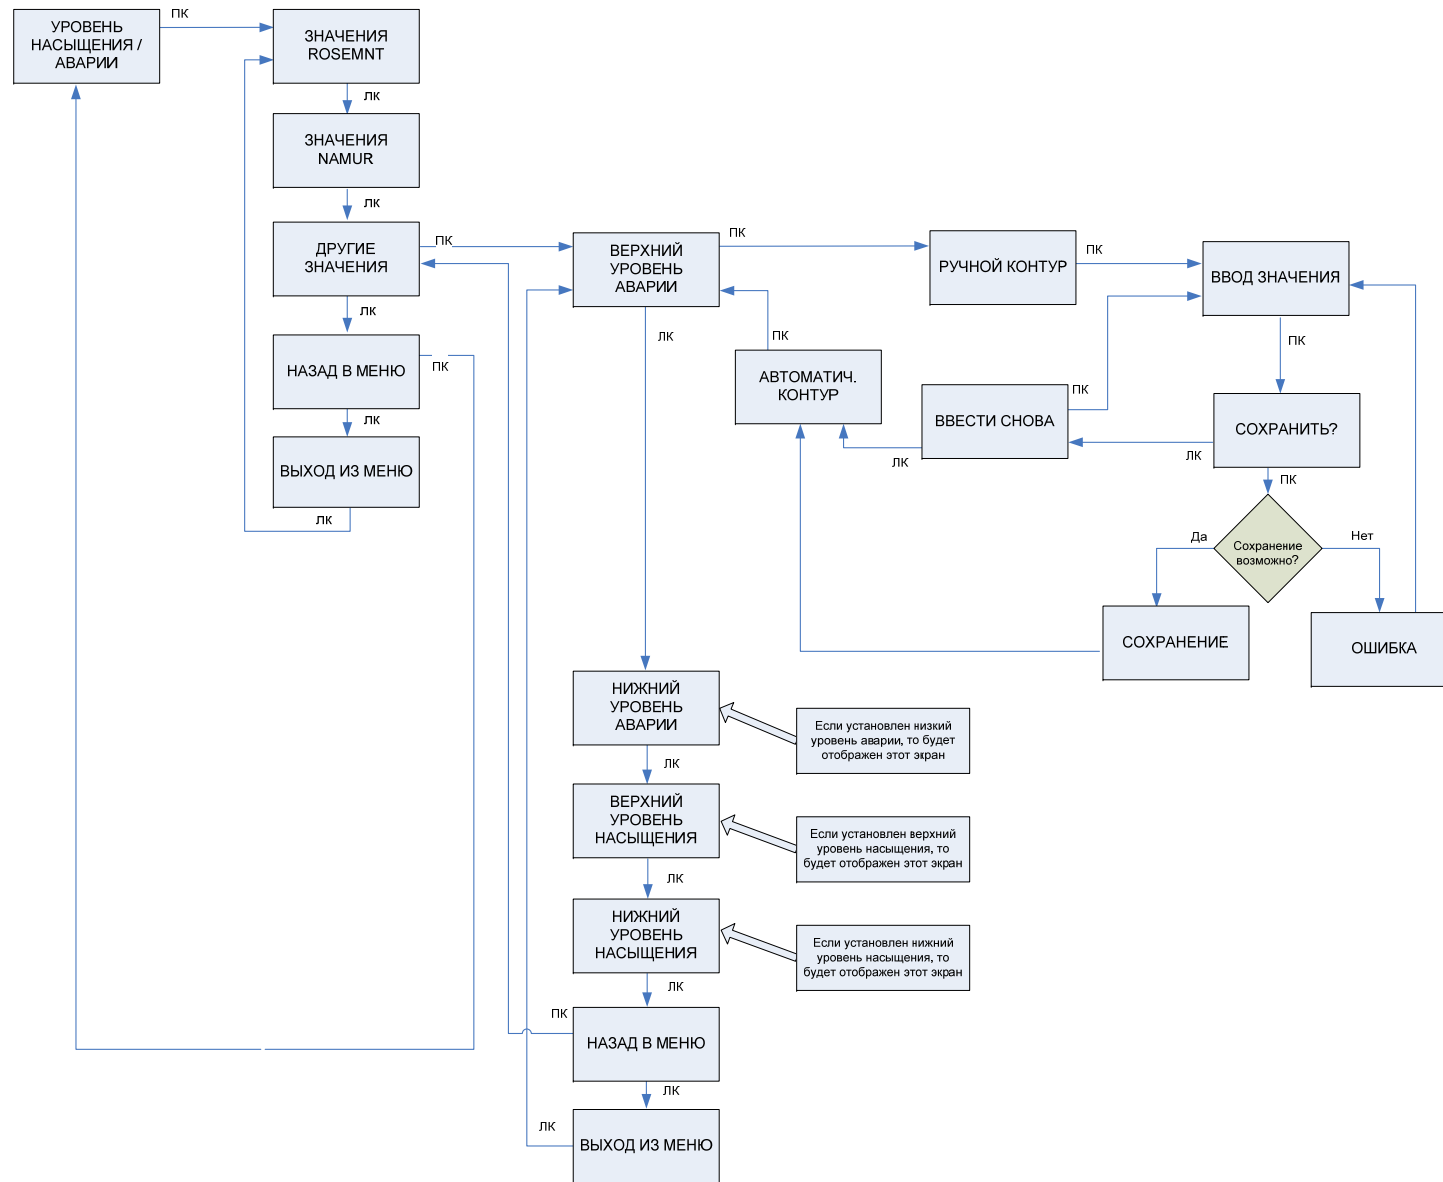 УРОВЕНЬ
НАСЫЩЕНИЯ /
АВАРИИ
ПК
ЗНАЧЕНИЯ
ROSEMNT
ЛК
ЗНАЧЕНИЯ
NAMUR
ЛК
ДРУГИЕ
ЗНАЧЕНИЯ
ПК
ЛК
НАЗАД В МЕНЮ
ПК
ЛК
ВЫХОД ИЗ МЕНЮ
ЛК
ВЕРХНИЙ
УРОВЕНЬ
АВАРИИ
ПК
ЛК
РУЧНОЙ КОНТУР
ПК
ВВОД ЗНАЧЕНИЯ
ПК
АВТОМАТИЧ.
КОНТУР
ПК
ВВЕСТИ СНОВА
ПК
ЛК
СОХРАНИТЬ?
ЛК
ПК
Сохранение
возможно?
Да
Нет
СОХРАНЕНИЕ
ОШИБКА
НИЖНИЙ
УРОВЕНЬ
АВАРИИ
Если установлен низкий
уровень аварии, то будет
отображен этот экран
ЛК
ВЕРХНИЙ
УРОВЕНЬ
НАСЫЩЕНИЯ
Если установлен верхний
уровень насыщения, то
будет отображен этот экран
ЛК
НИЖНИЙ
УРОВЕНЬ
НАСЫЩЕНИЯ
Если установлен нижний
уровень насыщения, то
будет отображен этот экран
ЛК
ПК
НАЗАД В МЕНЮ
ЛК
ЛК
ВЫХОД ИЗ МЕНЮ